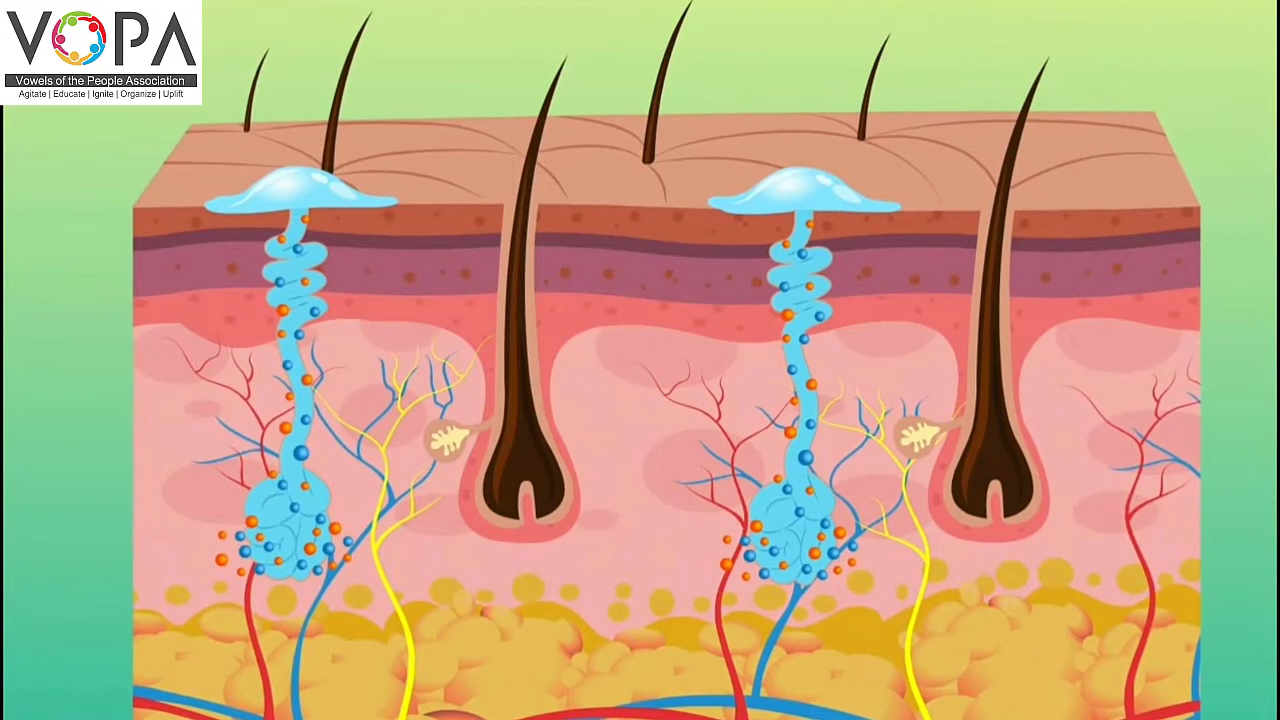 VOPA
Vowels of the People Association
Agitate | Educate | Ignite | Organize | Uplift